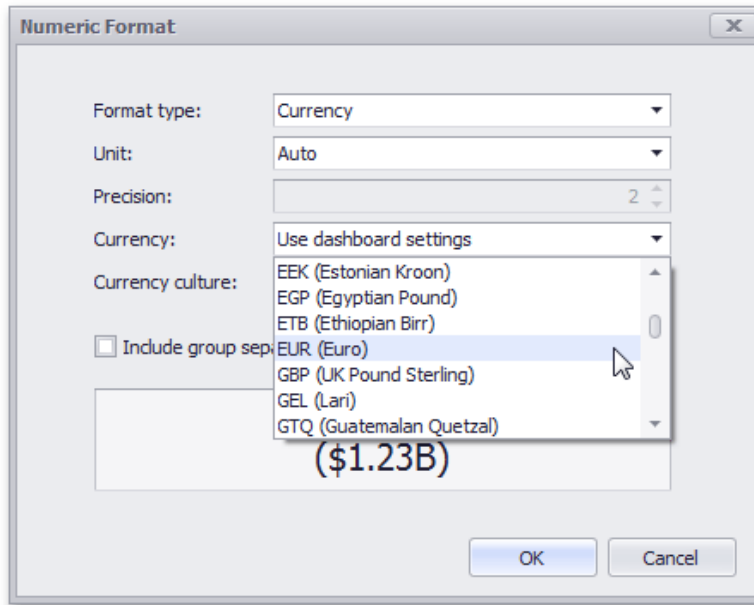 Numeric Format
Format type: Currency
Unit: Auto
Precision: 2
Currency: Use dashboard settings
Currency culture:
EEK (Estonian Kroon)
EGP (Egyptian Pound)
ETB (Ethiopian Birr)
Include group sepa
EUR (Euro)
GBP (UK Pound Sterling)
GEL (Lari)
GTQ (Guatemalan Quetzal)
($1.23B)
OK Cancel